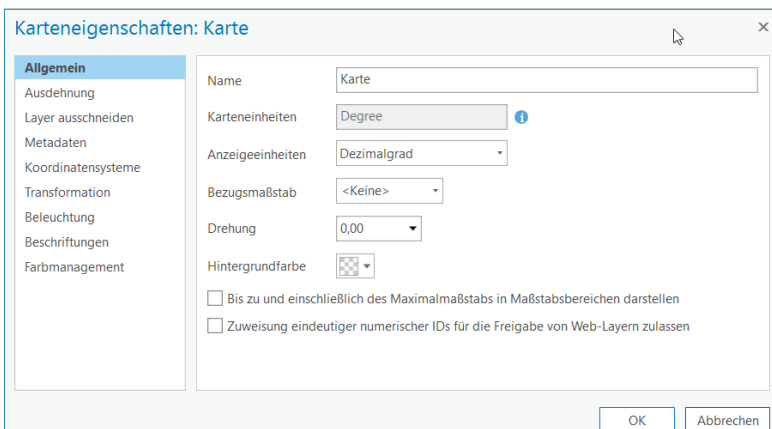 Karteneigenschaften: Karte
Allgemein
Ausdehnung
Layer ausschneiden
Metadaten
Koordinatensysteme
Transformation
Beleuchtung
Beschriftungen
Farbmanagement
Name Karte
Karteneinheiten Degree
Anzeigeeinheiten Dezimalgrad
Bezugsmaßstab <Keine>
Drehung 0,00
Hintergrundfarbe
Bis zu und einschließlich des Maximalmaßstabs in Maßstabsbereichen darstellen
Zuweisung eindeutiger numerischer IDs für die Freigabe von Web-Layern zulassen
OK Abbrechen